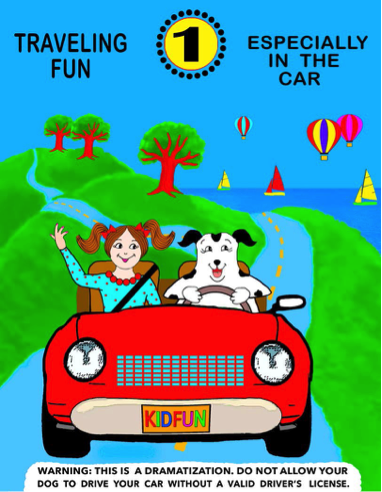 TRAVELING
FUN
1
ESPECIALLY
IN THE
CAR
KIDFUN
WARNING: THIS IS A DRAMATIZATION. DO NOT ALLOW YOUR
DOG TO DRIVE YOUR CAR WITHOUT A VALID DRIVER'S LICENSE.